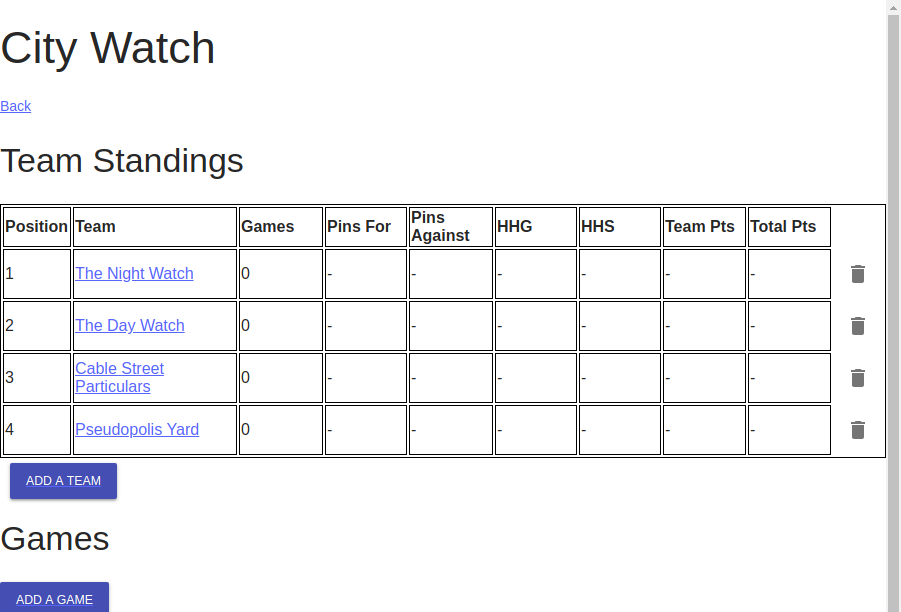 City Watch
Back
Team Standings
Position Team Games Pins For Pins Against HHG HHS Team Pts Total Pts
1 The Night Watch 0 - - - - - -
2 The Day Watch 0 - - - - - -
3 Cable Street Particulars 0 - - - - - -
4 Pseudopolis Yard 0 - - - - - -
ADD A TEAM
Games
ADD A GAME